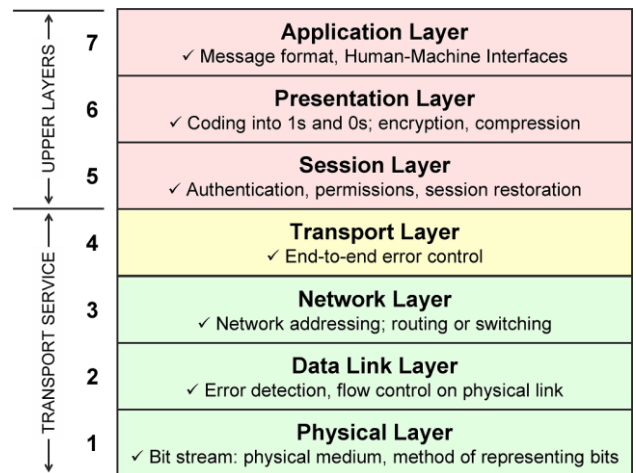 UPPER LAYERS
7
Application Layer
✓ Message format, Human-Machine Interfaces
6
Presentation Layer
✓ Coding into 1s and 0s; encryption, compression
5
Session Layer
✓ Authentication, permissions, session restoration
TRANSPORT SERVICE
4
Transport Layer
✓ End-to-end error control
3
Network Layer
✓ Network addressing; routing or switching
2
Data Link Layer
✓ Error detection, flow control on physical link
1
Physical Layer
✓ Bit stream: physical medium, method of representing bits